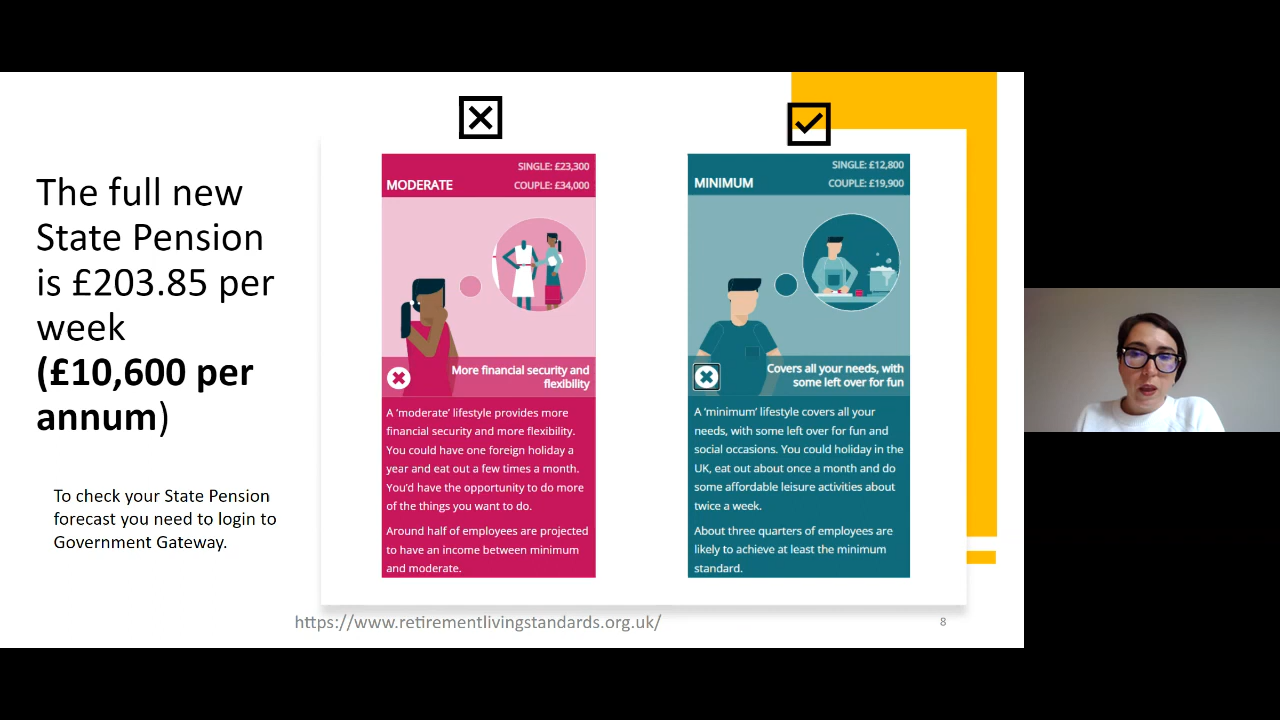 The full new
State Pension
is £203.85 per
week
(£10,600 per
annum)
To check your State Pension
forecast you need to login to
Government Gateway.
SINGLE: £23,300
MODERATE
COUPLE: £34,000
More financial security and
flexibility
A ‘moderate’ lifestyle provides more
financial security and more flexibility.
You could have one foreign holiday a
year and eat out a few times a month.
You’d have the opportunity to do more
of the things you want to do.
Around half of employees are projected
to have an income between minimum
and moderate.
SINGLE: £12,800
MINIMUM
COUPLE: £19,900
Covers all your needs, with
some left over for fun
A ‘minimum’ lifestyle covers all your
needs, with some left over for fun and
social occasions. You could holiday in the
UK, eat out about once a month and do
some affordable leisure activities about
twice a week.
About three quarters of employees are
likely to achieve at least the minimum
standard.
https://www.retirementlivingstandards.org.uk/
8